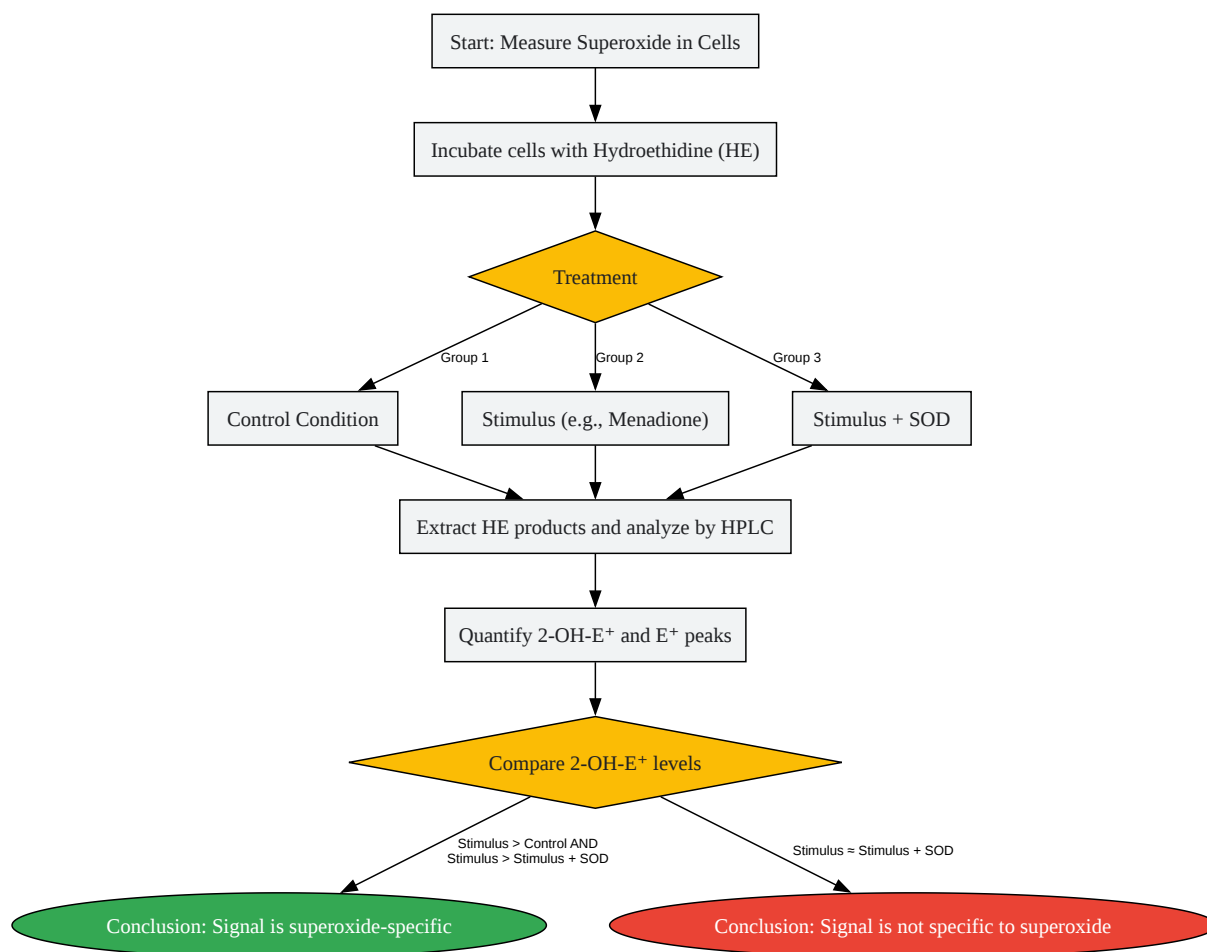 Start: Measure Superoxide in Cells
Incubate cells with Hydroethidine (HE)
Treatment
Group 1
Group 2
Group 3
Control Condition
Stimulus (e.g., Menadione)
Stimulus + SOD
Extract HE products and analyze by HPLC
Quantify 2-OH-E⁺ and E⁺ peaks
Compare 2-OH-E⁺ levels
Stimulus > Control AND
Stimulus > Stimulus + SOD
Stimulus ≈ Stimulus + SOD
Conclusion: Signal is superoxide-specific
Conclusion: Signal is not specific to superoxide